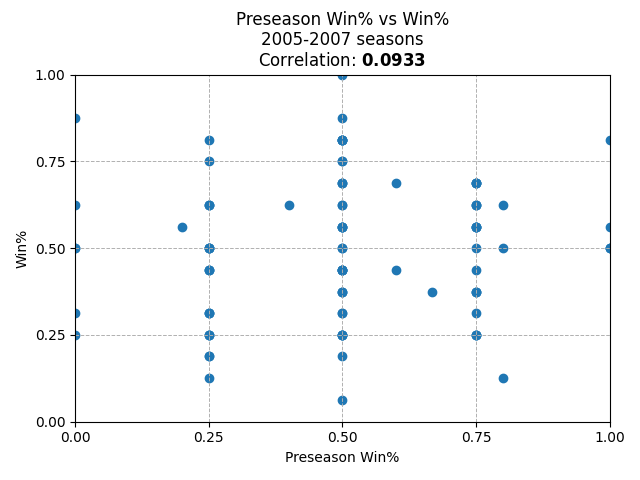 Preseason Win% vs Win%
2005-2007 seasons
Correlation: 0.0933
1.00
0.75
0.50
0.25
0.00
Win%
0.00 0.25 0.50 0.75 1.00
Preseason Win%